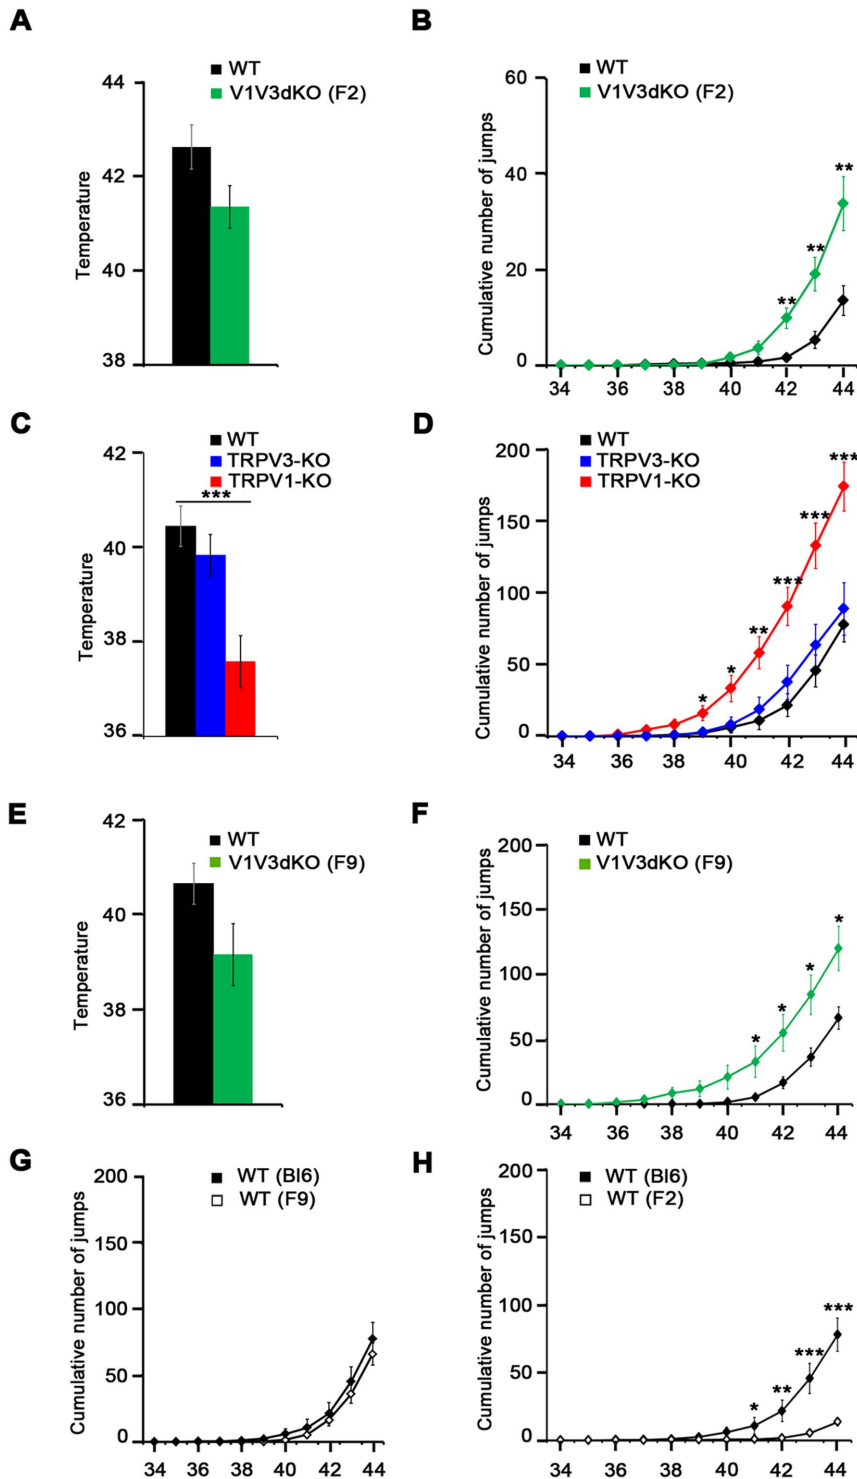 A
WT
V1V3dKO (F2)
44
42
40
38
Temperature
B
WT
V1V3dKO (F2)
60
40
20
0
Cumulative number of jumps
**
**
**
34 36 38 40 42 44
C
WT
TRPV3-KO
TRPV1-KO
***
42
40
38
36
Temperature
D
WT
TRPV3-KO
TRPV1-KO
200
150
100
50
0
Cumulative number of jumps
***
***
***
**
*
*
34 36 38 40 42 44
E
WT
V1V3dKO (F9)
42
40
38
36
Temperature
F
WT
V1V3dKO (F9)
200
150
100
50
0
Cumulative number of jumps
*
*
*
*
34 36 38 40 42 44
G
WT (Bl6)
WT (F9)
200
150
100
50
0
Cumulative number of jumps
34 36 38 40 42 44
H
WT (Bl6)
WT (F2)
200
150
100
50
0
Cumulative number of jumps
***
***
**
*
34 36 38 40 42 44